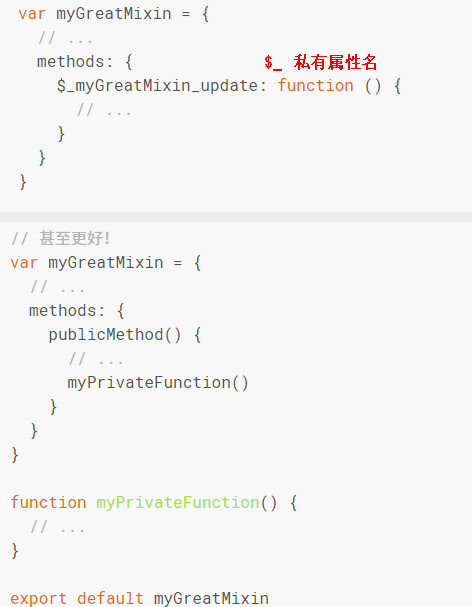 var myGreatMixin = {
  // ...
  methods: { $_ 私有属性名
    $_myGreatMixin_update: function () {
      // ...
    }
  }
}
// 甚至更好!
var myGreatMixin = {
  // ...
  methods: {
    publicMethod() {
      // ...
      myPrivateFunction()
    }
  }
}
function myPrivateFunction() {
  // ...
}
export default myGreatMixin